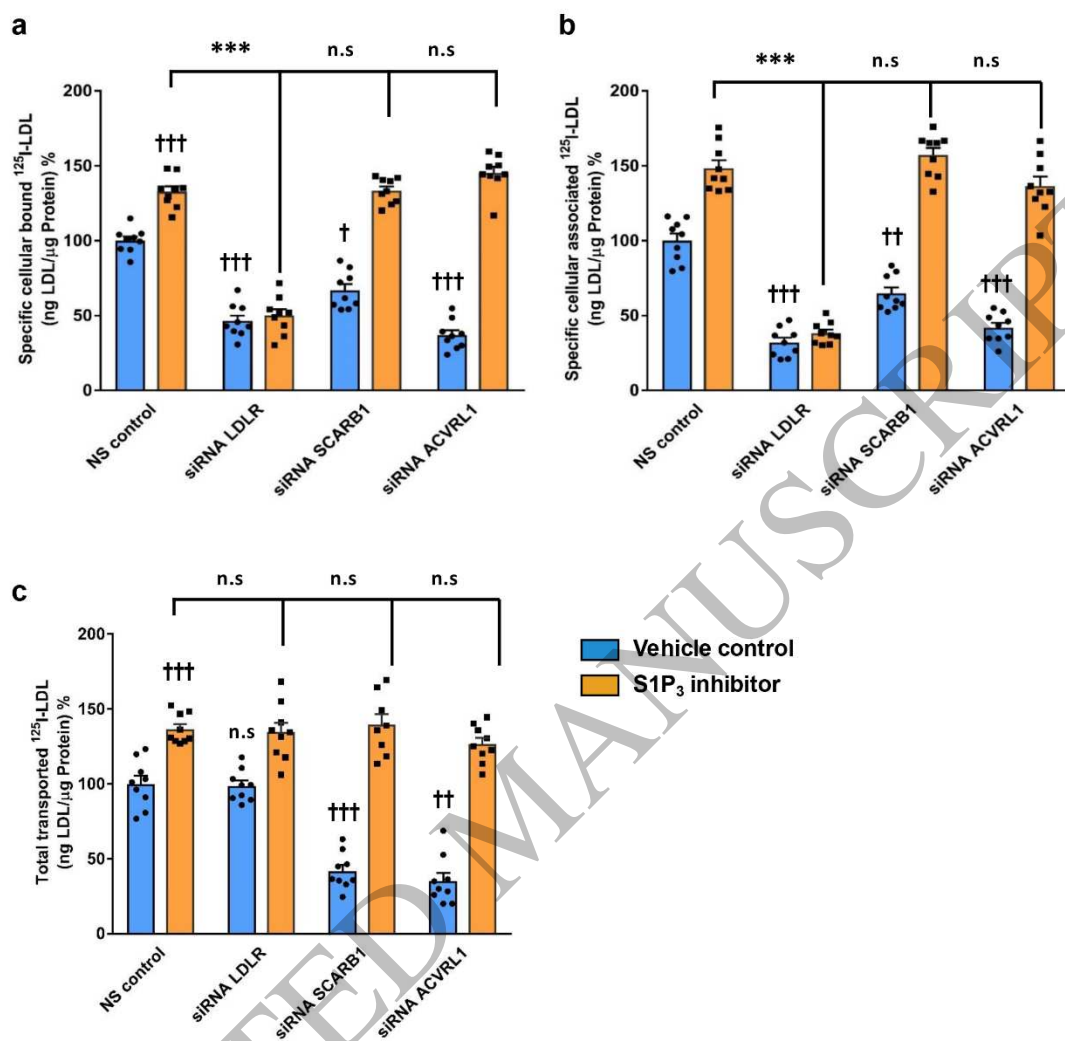 a
*** n.s n.s
Specific cellular bound ¹²⁵I-LDL
(ng LDL/µg Protein) %
200
150
100
50
0
†††
†††
†
†††
NS control
siRNA LDLR
siRNA SCARB1
siRNA ACVRL1
b
*** n.s n.s
Specific cellular associated ¹²⁵I-LDL
(ng LDL/µg Protein) %
200
150
100
50
0
†††
††
†††
NS control
siRNA LDLR
siRNA SCARB1
siRNA ACVRL1
c
n.s n.s n.s
Total transported ¹²⁵I-LDL
(ng LDL/µg Protein) %
200
150
100
50
0
†††
n.s
†††
††
NS control
siRNA LDLR
siRNA SCARB1
siRNA ACVRL1
Vehicle control
S1P₃ inhibitor
TED MANUSCRIPT